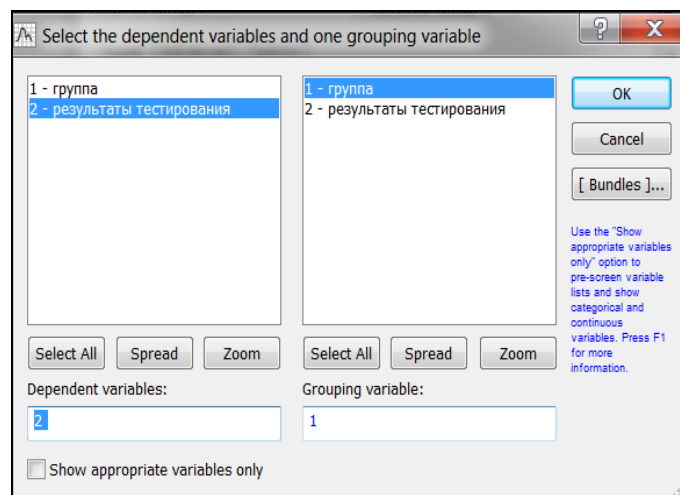 Select the dependent variables and one grouping variable
1 - группа
2 - результаты тестирования
1 - группа
2 - результаты тестирования
OK
Cancel
[ Bundles ]...
Use the "Show
appropriate variables
only" option to
pre-screen variable
lists and show
categorical and
continuous
variables. Press F1
for more
information.
Select All
Spread
Zoom
Select All
Spread
Zoom
Dependent variables:
Grouping variable:
2
1
Show appropriate variables only